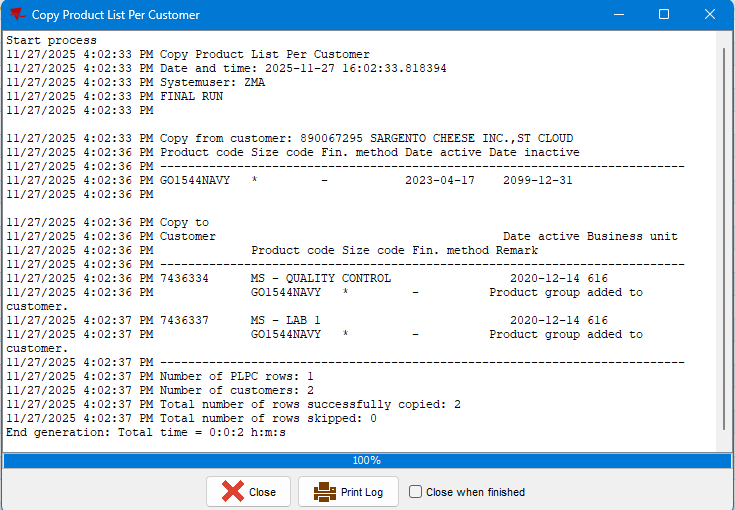 Copy Product List Per Customer
Start process
11/27/2025 4:02:33 PM Copy Product List Per Customer
11/27/2025 4:02:33 PM Date and time: 2025-11-27 16:02:33.818394
11/27/2025 4:02:33 PM Systemuser: ZMA
11/27/2025 4:02:33 PM FINAL RUN
11/27/2025 4:02:33 PM
11/27/2025 4:02:33 PM Copy from customer: 890067295 SARGENTO CHEESE INC.,ST CLOUD
11/27/2025 4:02:36 PM Product code Size code Fin. method Date active Date inactive
11/27/2025 4:02:36 PM ---------------------------------------------------------------------------
11/27/2025 4:02:36 PM GO1544NAVY   *         -           2023-04-17    2099-12-31
11/27/2025 4:02:36 PM
11/27/2025 4:02:36 PM Copy to
11/27/2025 4:02:36 PM Customer                                         Date active Business unit
11/27/2025 4:02:36 PM              Product code Size code Fin. method Remark
11/27/2025 4:02:36 PM ---------------------------------------------------------------------------
11/27/2025 4:02:36 PM 7436334      MS - QUALITY CONTROL                 2020-12-14 616
11/27/2025 4:02:36 PM              GO1544NAVY   *         -          Product group added to
customer.
11/27/2025 4:02:37 PM 7436337      MS - LAB 1                           2020-12-14 616
11/27/2025 4:02:37 PM              GO1544NAVY   *         -          Product group added to
customer.
11/27/2025 4:02:37 PM ---------------------------------------------------------------------------
11/27/2025 4:02:37 PM Number of PLPC rows: 1
11/27/2025 4:02:37 PM Number of customers: 2
11/27/2025 4:02:37 PM Total number of rows successfully copied: 2
11/27/2025 4:02:37 PM Total number of rows skipped: 0
End generation: Total time = 0:0:2 h:m:s
100%
Close
Print Log
Close when finished